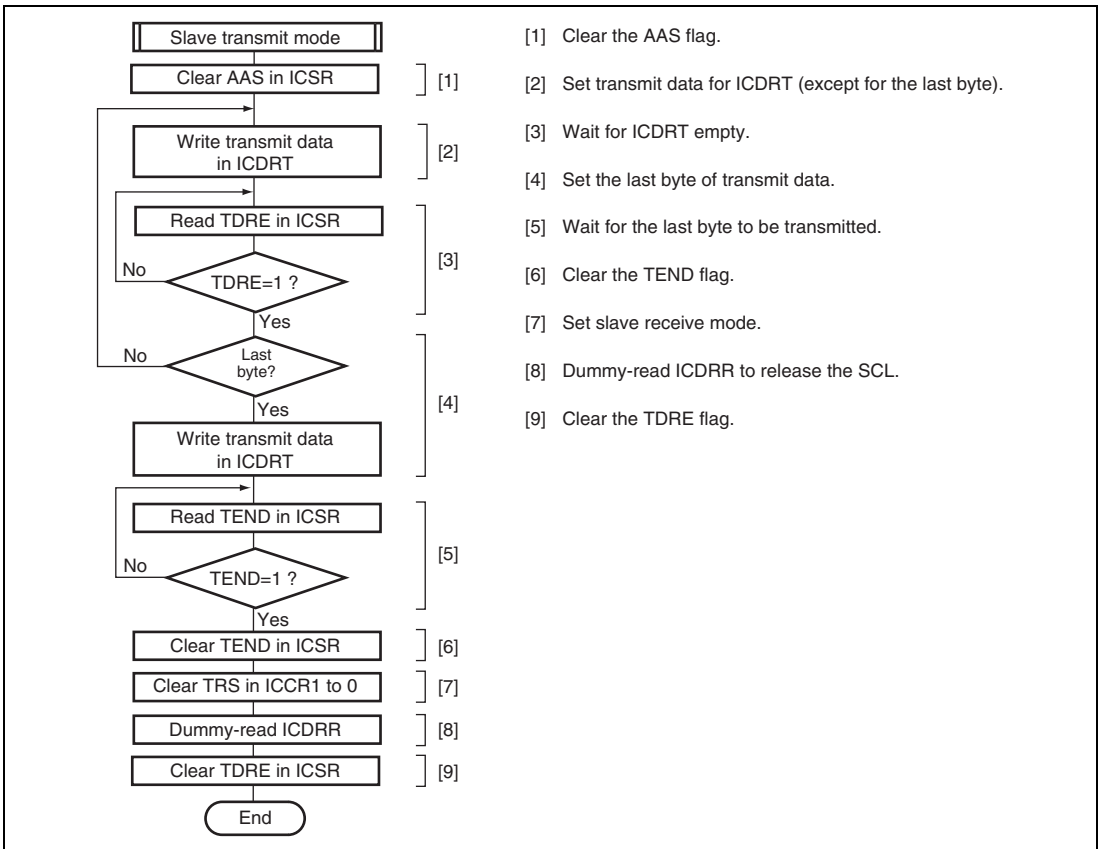 Slave transmit mode
Clear AAS in ICSR
[1]
Write transmit data
in ICDRT
[2]
Read TDRE in ICSR
No
TDRE=1 ?
[3]
Yes
No
Last
byte?
Yes
[4]
Write transmit data
in ICDRT
Read TEND in ICSR
No
TEND=1 ?
[5]
Yes
Clear TEND in ICSR
[6]
Clear TRS in ICCR1 to 0
[7]
Dummy-read ICDRR
[8]
Clear TDRE in ICSR
[9]
End
[1] Clear the AAS flag.
[2] Set transmit data for ICDRT (except for the last byte).
[3] Wait for ICDRT empty.
[4] Set the last byte of transmit data.
[5] Wait for the last byte to be transmitted.
[6] Clear the TEND flag.
[7] Set slave receive mode.
[8] Dummy-read ICDRR to release the SCL.
[9] Clear the TDRE flag.